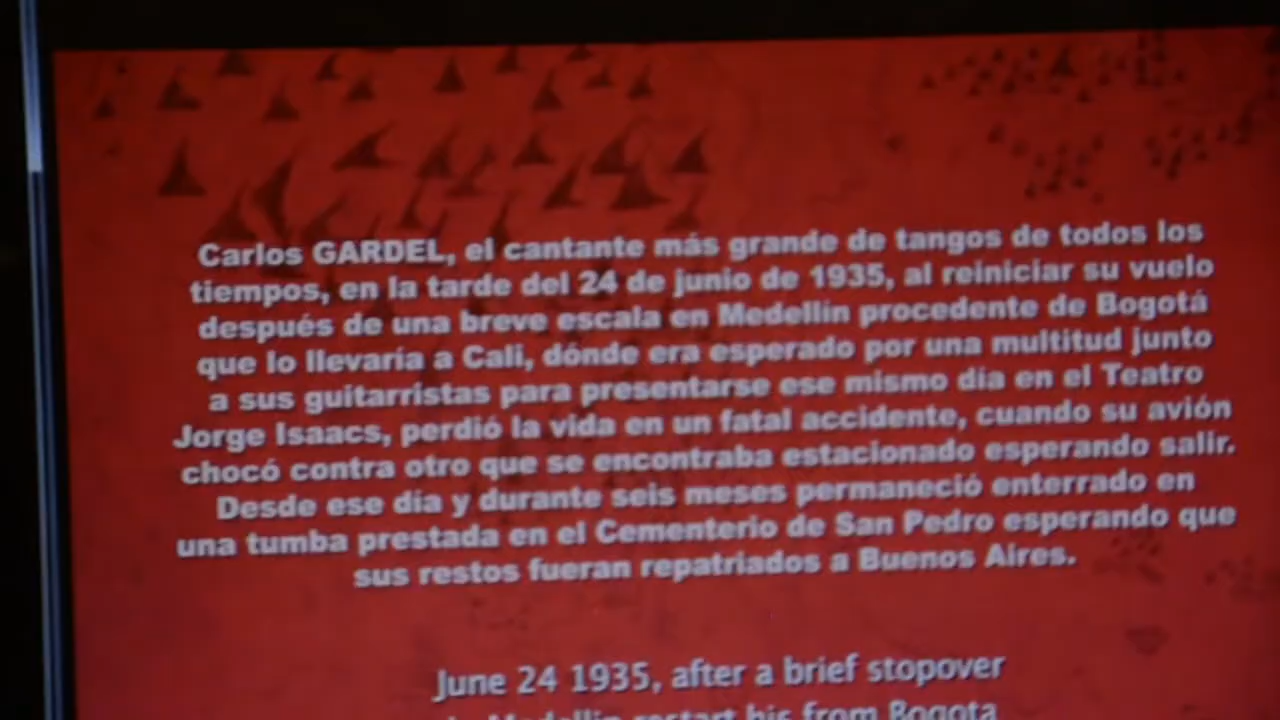 Carlos GARDEL, el cantante más grande de tangos de todos los
tiempos, en la tarde del 24 de junio de 1935, al reiniciar su vuelo
después de una breve escala en Medellín procedente de Bogotá
que lo llevaría a Cali, dónde era esperado por una multitud junto
a sus guitarristas para presentarse ese mismo día en el Teatro
Jorge Isaacs, perdió la vida en un fatal accidente, cuando su avión
chocó contra otro que se encontraba estacionado esperando salir.
Desde ese día y durante seis meses permaneció enterrado en
una tumba prestada en el Cementerio de San Pedro esperando que
sus restos fueran repatriados a Buenos Aires.
June 24 1935, after a brief stopover
Medellin restart his from Bogota